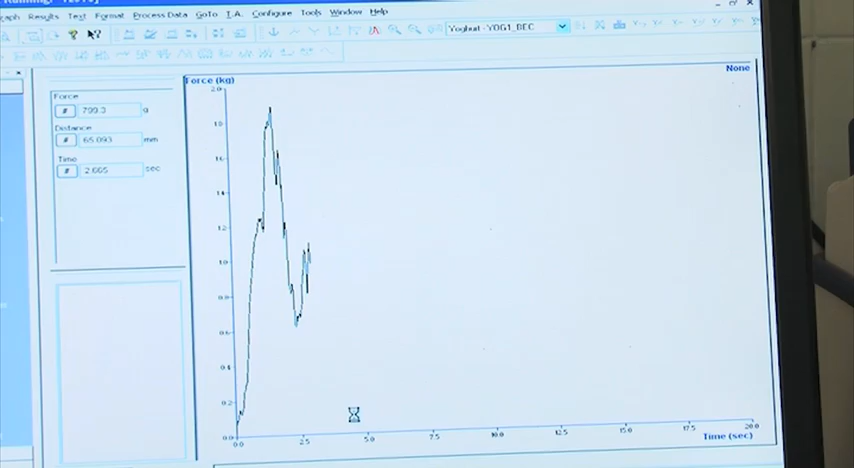 Results Text Format Process Data GoTo T.A. Configure Tools Window Help
Yoghurt - YOG1_BEC
Force (kg)
None
Force
799.3 g
Distance
65.093 mm
Time
2.665 sec
2.0
1.8
1.6
1.4
1.2
1.0
0.8
0.6
0.4
0.2
0.0
0.0 2.5 5.0 7.5 10.0 12.5 15.0 17.5 20.0
Time (sec)